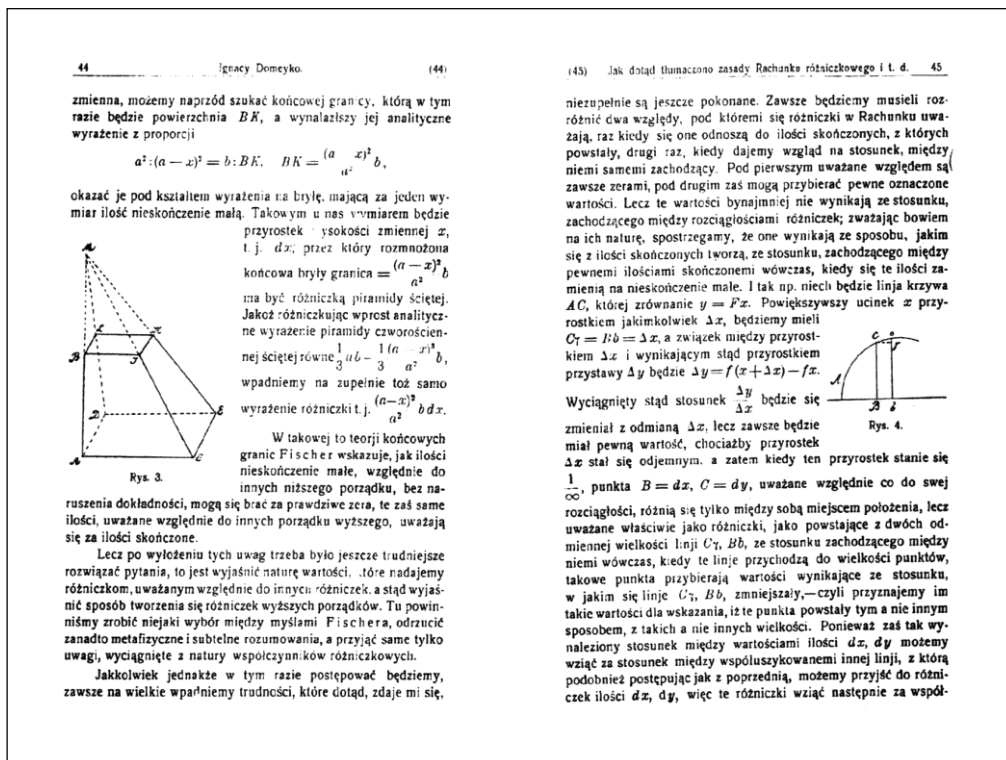 44 Ignacy Domeyko. (44)
zmienna, możemy naprzód szukać końcowej granicy, którą w tym
razie będzie powierzchnia BK, a wynalazłszy jej analityczne
wyrażenie z proporcji
a² : (a — x)² = b : BK, BK = (a x)² / a² b,
okazać je pod kształtem wyrażenia na bryłę, mającą za jeden wy-
miar ilość nieskończenie małą. Takowym u nas wymiarem będzie
przyrostek ysokości zmiennej x,
t. j. dx, przez który rozmnożona
końcowa bryły granica = (a — x)² / a² b
ma być różniczką piramidy ściętej.
Jakoż różniczkując wprost analitycz-
ne wyrażenie piramidy czworościen-
nej ściętej równe 1/3 ab – 1/3 (a - x)³ / a² b,
wpadniemy na zupełnie toż samo
wyrażenie różniczki t. j. (a—x)² / a² b dx.
W takowej to teorji końcowych
granic Fischer wskazuje, jak ilości
nieskończenie małe, względnie do
innych niższego porządku, bez na-
M
L
K
B
I
D
E
A
C
Rys. 3.
ruszenia dokładności, mogą się brać za prawdziwe zera, te zaś same
ilości, uważane względnie do innych porządku wyższego, uważają
się za ilości skończone.
Lecz po wyłożeniu tych uwag trzeba było jeszcze trudniejsze
rozwiązać pytania, to jest wyjaśnić naturę wartości, .tóre nadajemy
różniczkom, uważanym względnie do innych różniczek, a stąd wyjaś-
nić sposób tworzenia się różniczek wyższych porządków. Tu powin-
niśmy zrobić niejaki wybór między myślami Fischera, odrzucić
zanadto metafizyczne i subtelne rozumowania, a przyjąć same tylko
uwagi, wyciągnięte z natury współczynników różniczkowych.
Jakkolwiek jednakże w tym razie postępować będziemy,
zawsze na wielkie wpadniemy trudności, które dotąd, zdaje mi się,
(45) Jak dotąd tłumaczono zasady Rachunku różniczkowego i t. d. 45
niezupełnie są jeszcze pokonane. Zawsze będziemy musieli roz-
różnić dwa względy, pod któremi się różniczki w Rachunku uwa-
żają, raz kiedy się one odnoszą do ilości skończonych, z których
powstały, drugi raz, kiedy dajemy wzgląd na stosunek, między
niemi samemi zachodzący. Pod pierwszym uważane względem są
zawsze zerami, pod drugim zaś mogą przybierać pewne oznaczone
wartości. Lecz te wartości bynajmniej nie wynikają ze stosunku,
zachodzącego między rozciągłościami różniczek; zważając bowiem
na ich naturę, spostrzegamy, że one wynikają ze sposobu, jakim
się z ilości skończonych tworzą, ze stosunku, zachodzącego między
pewnemi ilościami skończonemi wówczas, kiedy się te ilości za-
mienią na nieskończenie małe. I tak np. niech będzie linja krzywa
AC, której zrównanie y = Fx. Powiększywszy ucinek x przy-
rostkiem jakimkolwiek Δx, będziemy mieli
Cγ = Bb = Δx, a związek między przyrost-
kiem Δx i wynikającym stąd przyrostkiem
przystawy Δy będzie Δy = f (x + Δx) — fx.
Wyciągnięty stąd stosunek Δy/Δx będzie się
zmieniał z odmianą Δx, lecz zawsze będzie
miał pewną wartość, chociażby przyrostek
C
c
γ
A
B
b
Rys. 4.
Δx stał się odjemnym, a zatem kiedy ten przyrostek stanie się
1/∞, punkta B = dx, C = dy, uważane względnie co do swej
rozciągłości, różnią się tylko między sobą miejscem położenia, lecz
uważane właściwie jako różniczki, jako powstające z dwóch od-
miennej wielkości linji Cγ, Bb, ze stosunku zachodzącego między
niemi wówczas, kiedy te linje przychodzą do wielkości punktów,
takowe punkta przybierają wartości wynikające ze stosunku,
w jakim się linje Cγ, Bb, zmniejszały,—czyli przyznajemy im
takie wartości dla wskazania, iż te punkta powstały tym a nie innym
sposobem, z takich a nie innych wielkości. Ponieważ zaś tak wy-
naleziony stosunek między wartościami ilości dx, dy możemy
wziąć za stosunek między współuszykowanemi innej linji, z którą
podobnież postępując jak z poprzednią, możemy przyjść do różni-
czek ilości dx, dy, więc te różniczki wziąć następnie za współ-